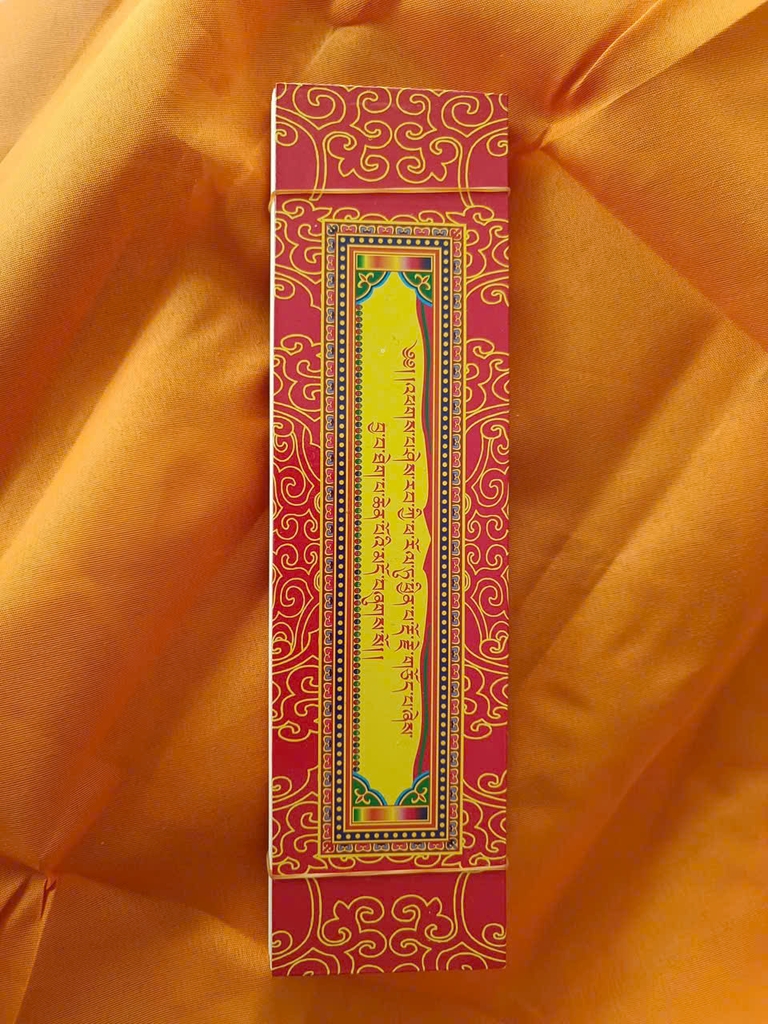 ༄༅། །འཕགས་པ་ཤེས་རབ་ཀྱི་ཕ་རོལ་ཏུ་ཕྱིན་པ་རྡོ་རྗེ་གཅོད་པ་ཞེས་
བྱ་བ་ཐེག་པ་ཆེན་པོའི་མདོ་བཞུགས་སོ། །